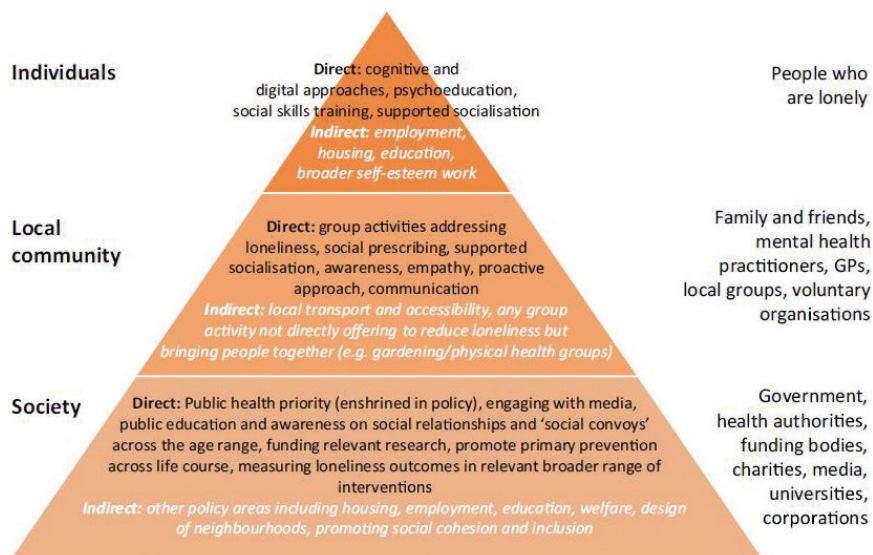 Individuals
Direct: cognitive and
digital approaches, psychoeducation,
social skills training, supported socialisation
Indirect: employment,
housing, education,
broader self-esteem work
People who
are lonely
Local
community
Direct: group activities addressing
loneliness, social prescribing, supported
socialisation, awareness, empathy, proactive
approach, communication
Indirect: local transport and accessibility, any group
activity not directly offering to reduce loneliness but
bringing people together (e.g. gardening/physical health groups)
Family and friends,
mental health
practitioners, GPs,
local groups, voluntary
organisations
Society
Direct: Public health priority (enshrined in policy), engaging with media,
public education and awareness on social relationships and ‘social convoys’
across the age range, funding relevant research, promote primary prevention
across life course, measuring loneliness outcomes in relevant broader range of
interventions
Indirect: other policy areas including housing, employment, education, welfare, design
of neighbourhoods, promoting social cohesion and inclusion
Government,
health authorities,
funding bodies,
charities, media,
universities,
corporations